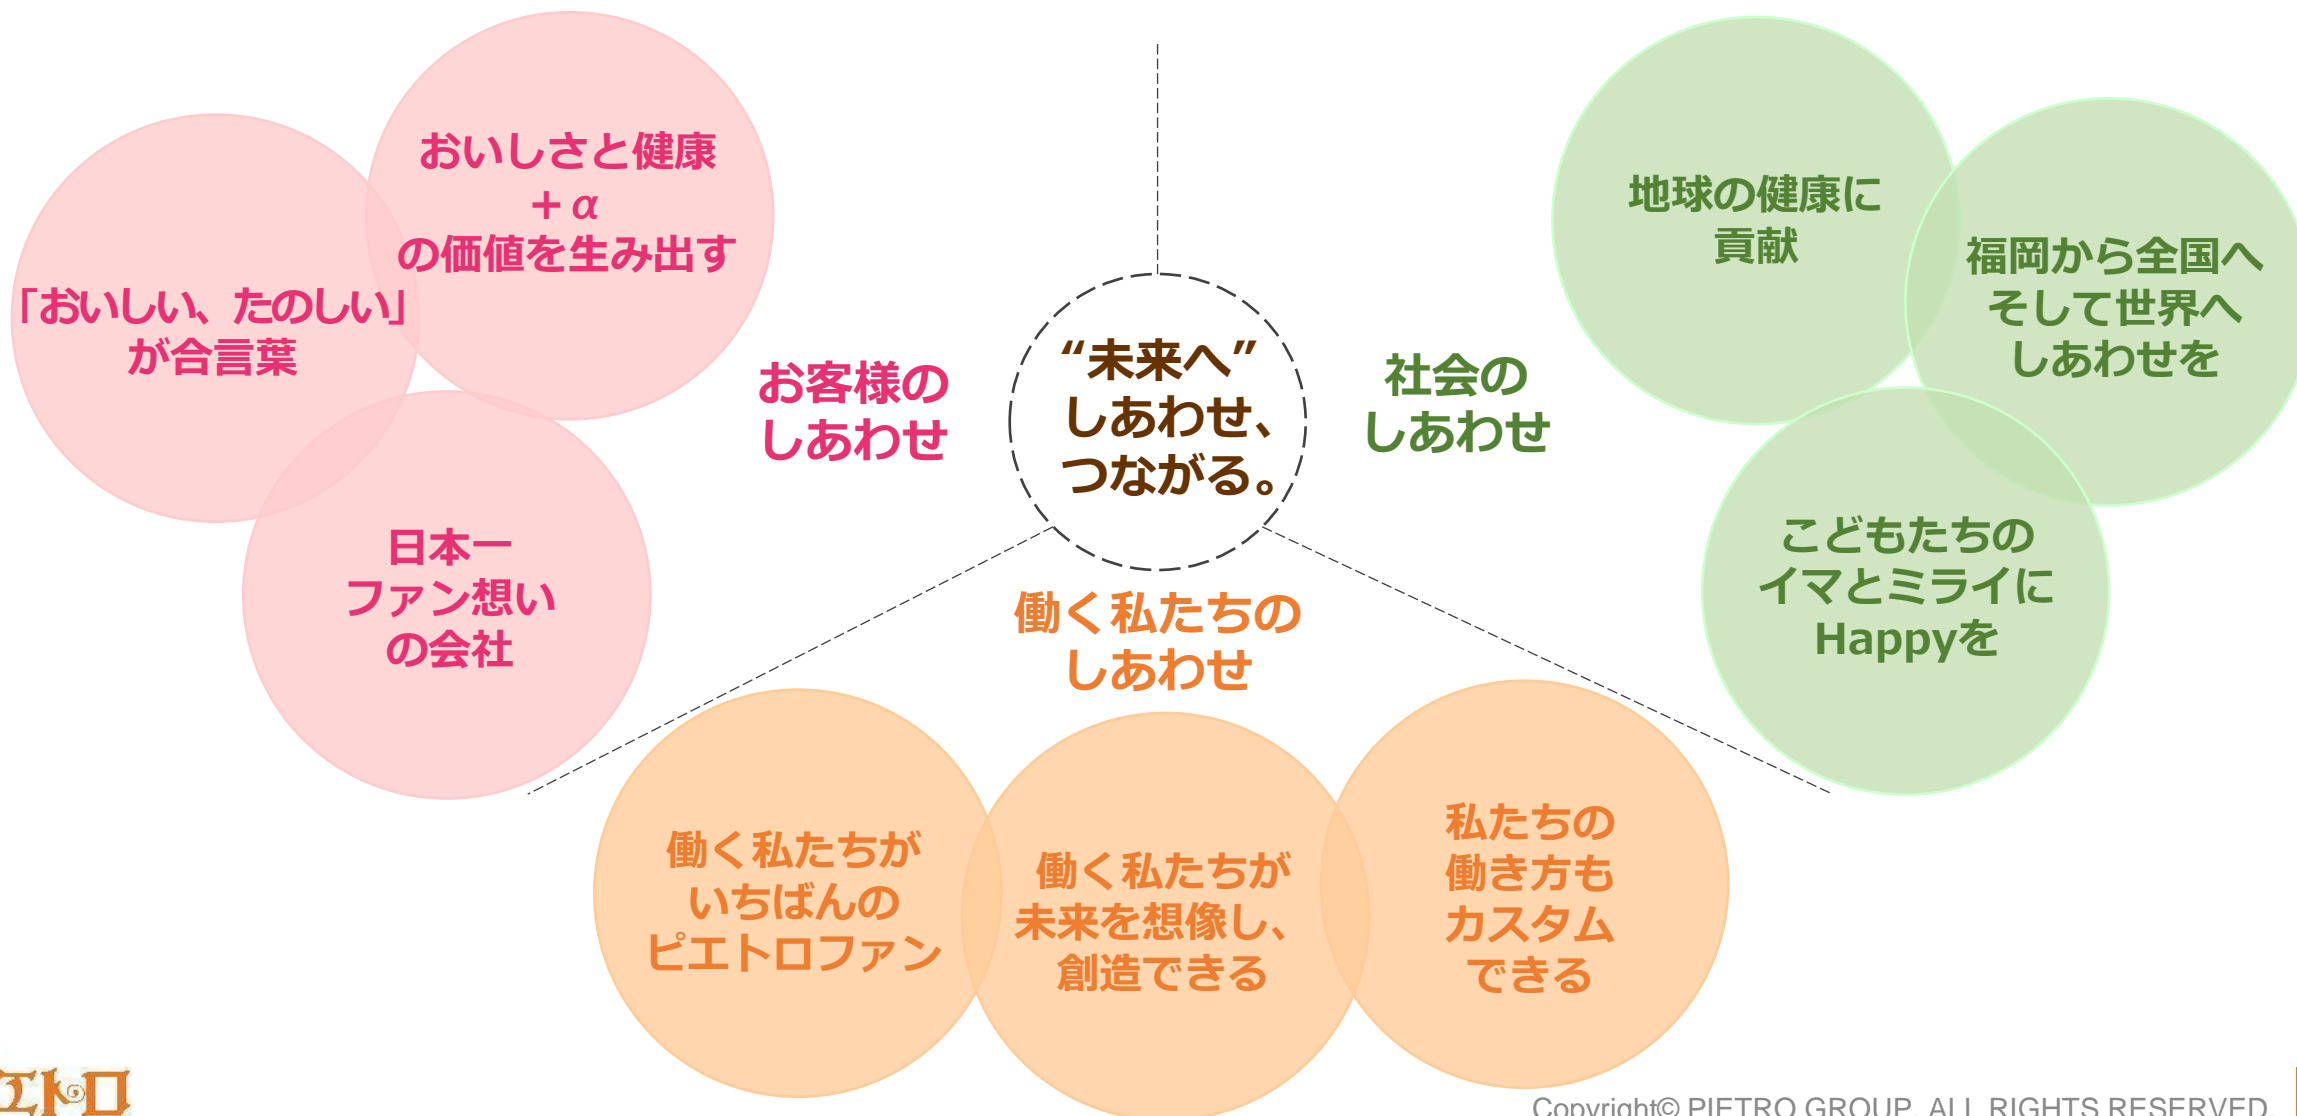 おいしさと健康
+α
の価値を生み出す
「おいしい、たのしい」
が合言葉
日本一
ファン想い
の会社
お客様の
しあわせ
“未来へ”
しあわせ、
つながる。
社会の
しあわせ
地球の健康に
貢献
福岡から全国へ
そして世界へ
しあわせを
こどもたちの
イマとミライに
Happyを
働く私たちの
しあわせ
働く私たちが
いちばんの
ピエトロファン
働く私たちが
未来を想像し、
創造できる
私たちの
働き方も
カスタム
できる
エトロ
Copyright© PIETRO GROUP ALL RIGHTS RESERVED